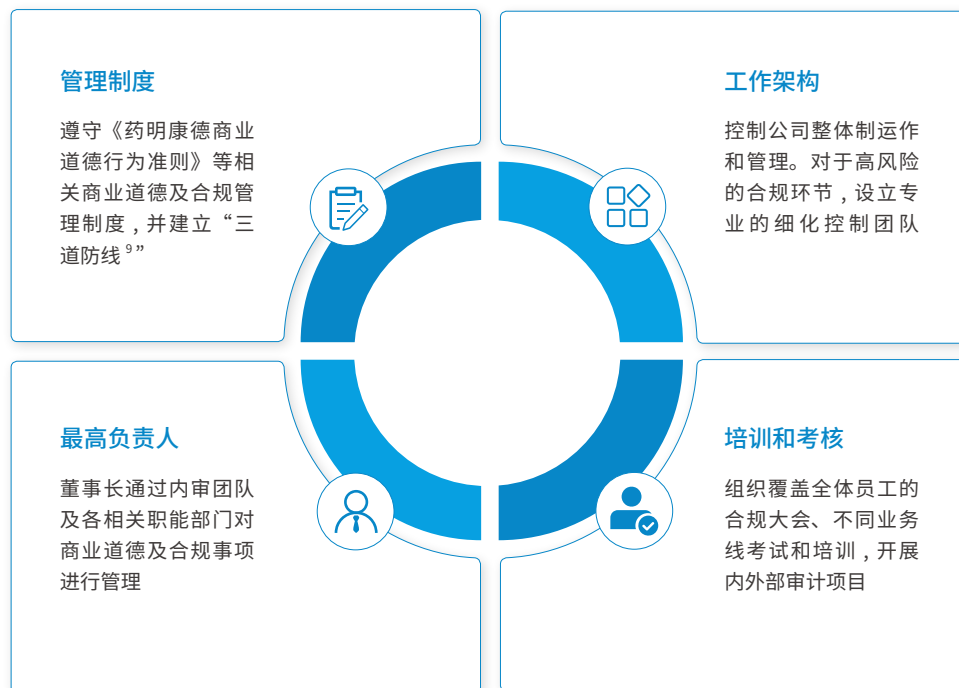 管理制度
遵守《药明康德商业
道德行为准则》等相
关商业道德及合规管
理制度,并建立“三
道防线⁹”
工作架构
控制公司整体制运作
和管理。对于高风险
的合规环节,设立专
业的细化控制团队
最高负责人
董事长通过内审团队
及各相关职能部门对
商业道德及合规事项
进行管理
培训和考核
组织覆盖全体员工的
合规大会、不同业务
线考试和培训,开展
内外部审计项目